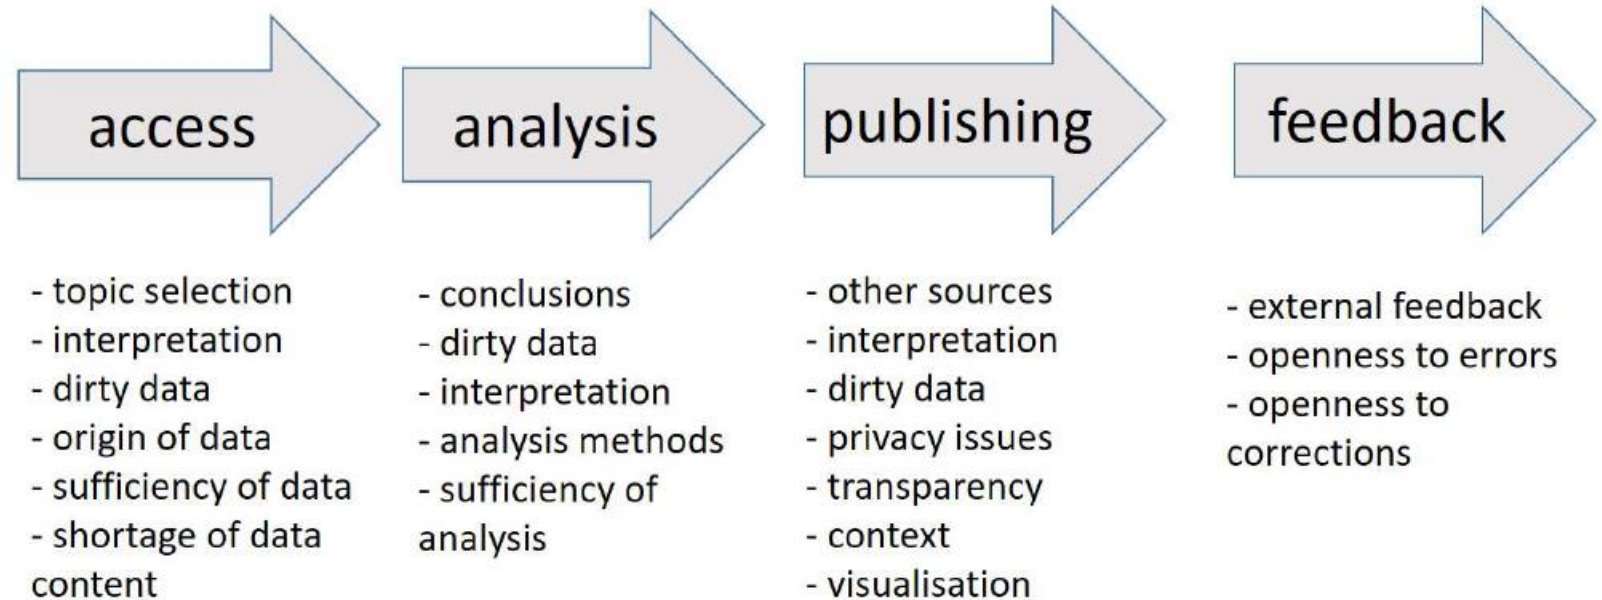 access
- topic selection
- interpretation
- dirty data
- origin of data
- sufficiency of data
- shortage of data
content
analysis
- conclusions
- dirty data
- interpretation
- analysis methods
- sufficiency of
analysis
publishing
- other sources
- interpretation
- dirty data
- privacy issues
- transparency
- context
- visualisation
feedback
- external feedback
- openness to errors
- openness to
corrections